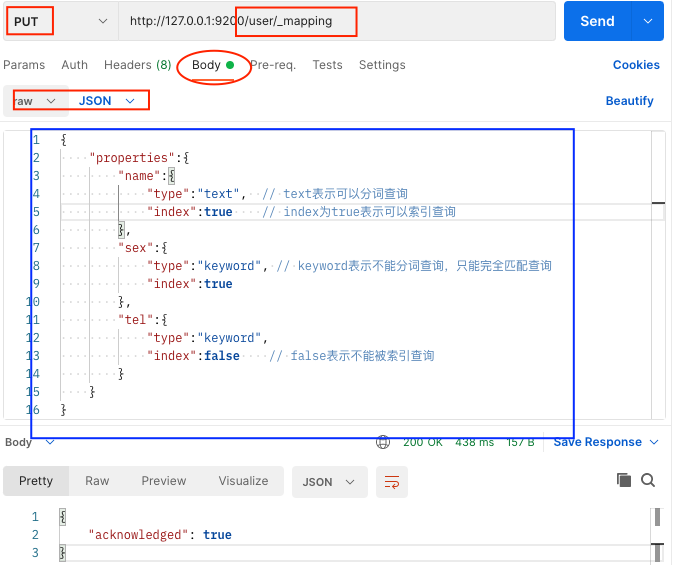 PUT http://127.0.0.1:9200/user/_mapping Send
Params Auth Headers (8) Body Pre-req. Tests Settings Cookies
raw JSON Beautify
1 {
2 "properties":{
3 "name":{
4 "type":"text", // text表示可以分词查询
5 "index":true // index为true表示可以索引查询
6 },
7 "sex":{
8 "type":"keyword", // keyword表示不能分词查询，只能完全匹配查询
9 "index":true
10 },
11 "tel":{
12 "type":"keyword",
13 "index":false // false表示不能被索引查询
14 }
15 }
16 }
Body 200 OK 438 ms 157 B Save Response
Pretty Raw Preview Visualize JSON
1 {
2 "acknowledged": true
3 }